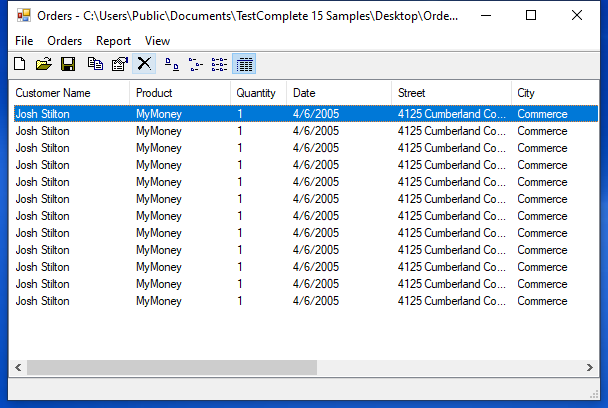 Orders - C:\Users\Public\Documents\TestComplete 15 Samples\Desktop\Orde...
File Orders Report View
Customer Name Product Quantity Date Street City
Josh Stilton MyMoney 1 4/6/2005 4125 Cumberland Co... Commerce
Josh Stilton MyMoney 1 4/6/2005 4125 Cumberland Co... Commerce
Josh Stilton MyMoney 1 4/6/2005 4125 Cumberland Co... Commerce
Josh Stilton MyMoney 1 4/6/2005 4125 Cumberland Co... Commerce
Josh Stilton MyMoney 1 4/6/2005 4125 Cumberland Co... Commerce
Josh Stilton MyMoney 1 4/6/2005 4125 Cumberland Co... Commerce
Josh Stilton MyMoney 1 4/6/2005 4125 Cumberland Co... Commerce
Josh Stilton MyMoney 1 4/6/2005 4125 Cumberland Co... Commerce
Josh Stilton MyMoney 1 4/6/2005 4125 Cumberland Co... Commerce
Josh Stilton MyMoney 1 4/6/2005 4125 Cumberland Co... Commerce
Josh Stilton MyMoney 1 4/6/2005 4125 Cumberland Co... Commerce
Josh Stilton MyMoney 1 4/6/2005 4125 Cumberland Co... Commerce